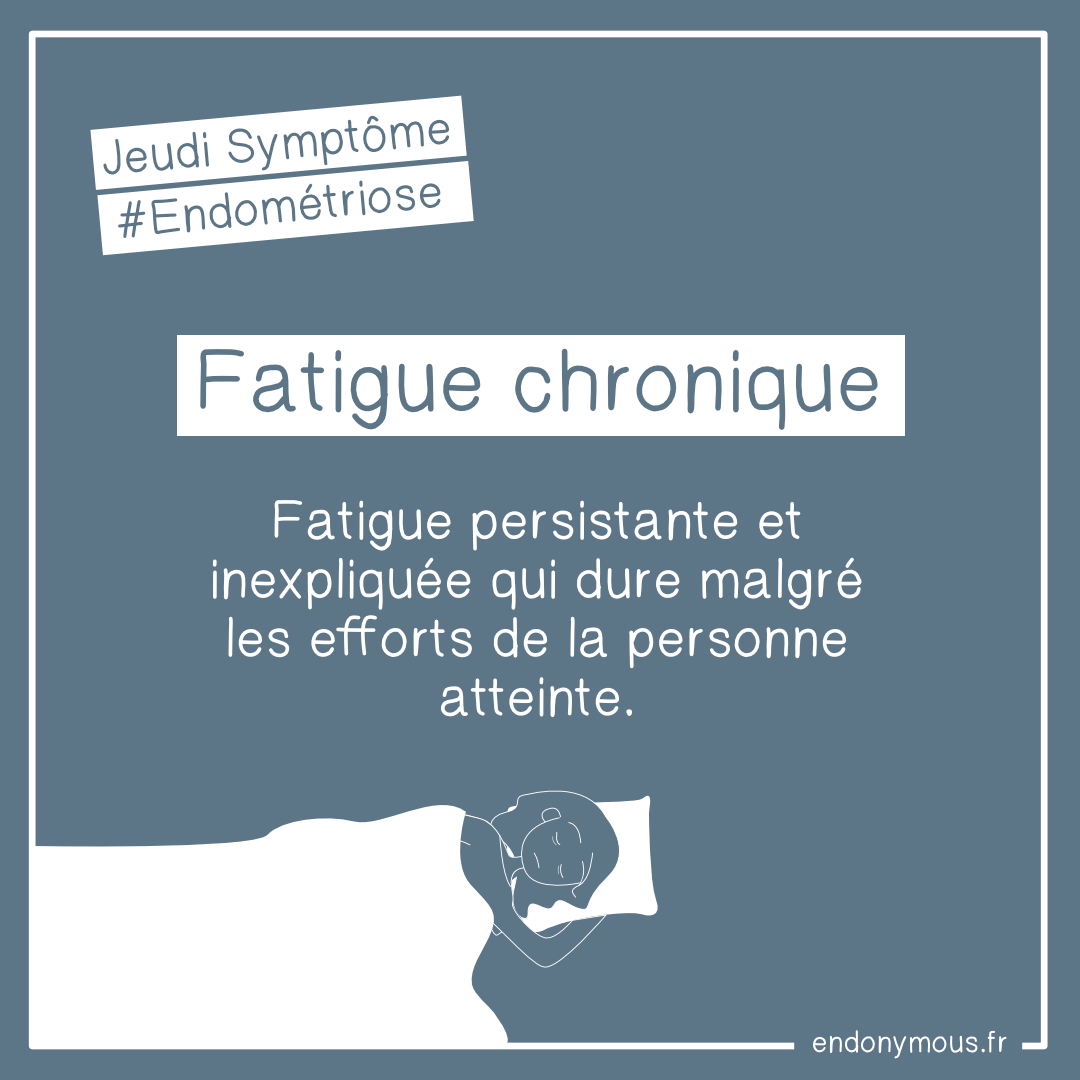 Jeudi Symptôme
#Endométriose
Fatigue chronique
Fatigue persistante et
inexpliquée qui dure malgré
les efforts de la personne
atteinte.
endonymous.fr